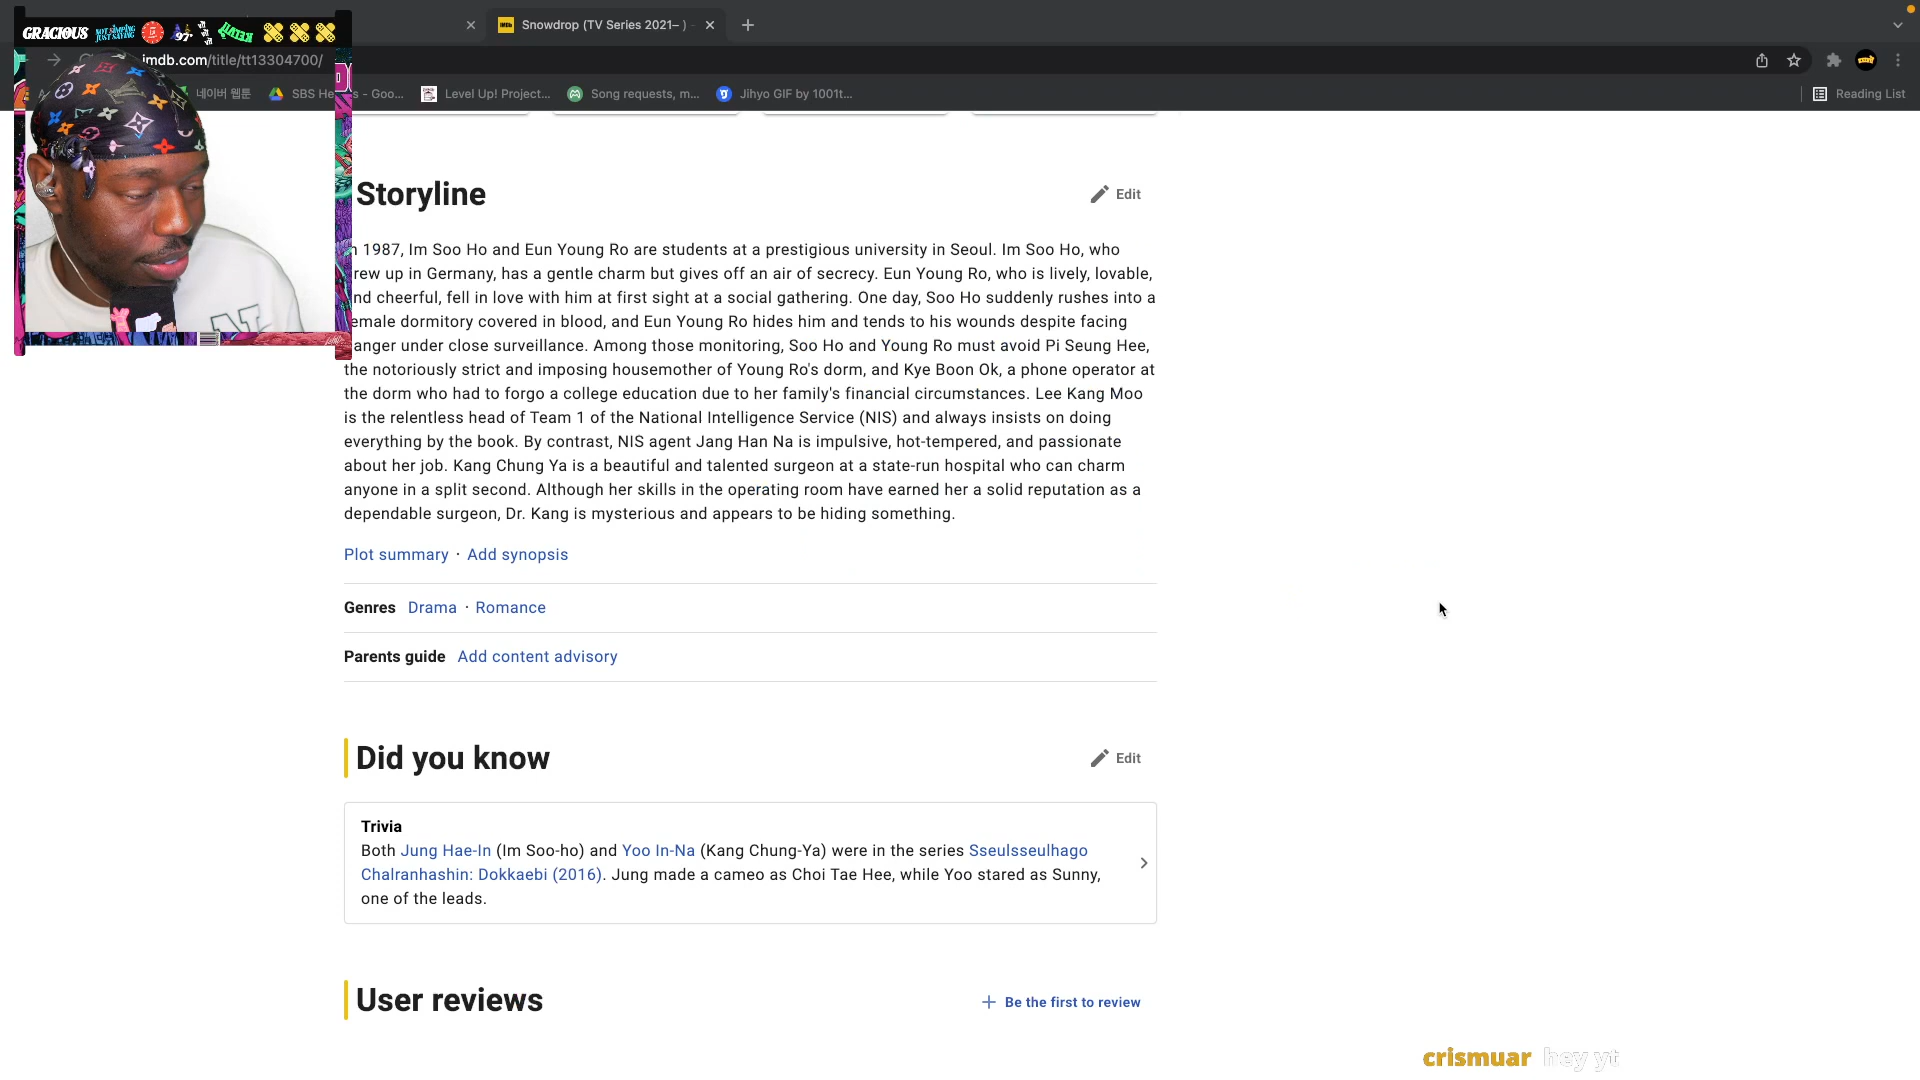 GRACIOUS NOT SIMPING JUST SAYING 97
Snowdrop (TV Series 2021– ) -
imdb.com/title/tt13304700/
네이버 웹툰 SBS He s - Goo... Level Up! Project... Song requests, m... Jihyo GIF by 1001t... Reading List
Storyline
Edit
n 1987, Im Soo Ho and Eun Young Ro are students at a prestigious university in Seoul. Im Soo Ho, who
rew up in Germany, has a gentle charm but gives off an air of secrecy. Eun Young Ro, who is lively, lovable,
nd cheerful, fell in love with him at first sight at a social gathering. One day, Soo Ho suddenly rushes into a
emale dormitory covered in blood, and Eun Young Ro hides him and tends to his wounds despite facing
anger under close surveillance. Among those monitoring, Soo Ho and Young Ro must avoid Pi Seung Hee,
the notoriously strict and imposing housemother of Young Ro's dorm, and Kye Boon Ok, a phone operator at
the dorm who had to forgo a college education due to her family's financial circumstances. Lee Kang Moo
is the relentless head of Team 1 of the National Intelligence Service (NIS) and always insists on doing
everything by the book. By contrast, NIS agent Jang Han Na is impulsive, hot-tempered, and passionate
about her job. Kang Chung Ya is a beautiful and talented surgeon at a state-run hospital who can charm
anyone in a split second. Although her skills in the operating room have earned her a solid reputation as a
dependable surgeon, Dr. Kang is mysterious and appears to be hiding something.
Plot summary · Add synopsis
Genres Drama · Romance
Parents guide Add content advisory
Did you know
Edit
Trivia
Both Jung Hae-In (Im Soo-ho) and Yoo In-Na (Kang Chung-Ya) were in the series Sseulsseulhago
Chalranhashin: Dokkaebi (2016). Jung made a cameo as Choi Tae Hee, while Yoo stared as Sunny,
one of the leads.
User reviews
Be the first to review
crismuar hey yt